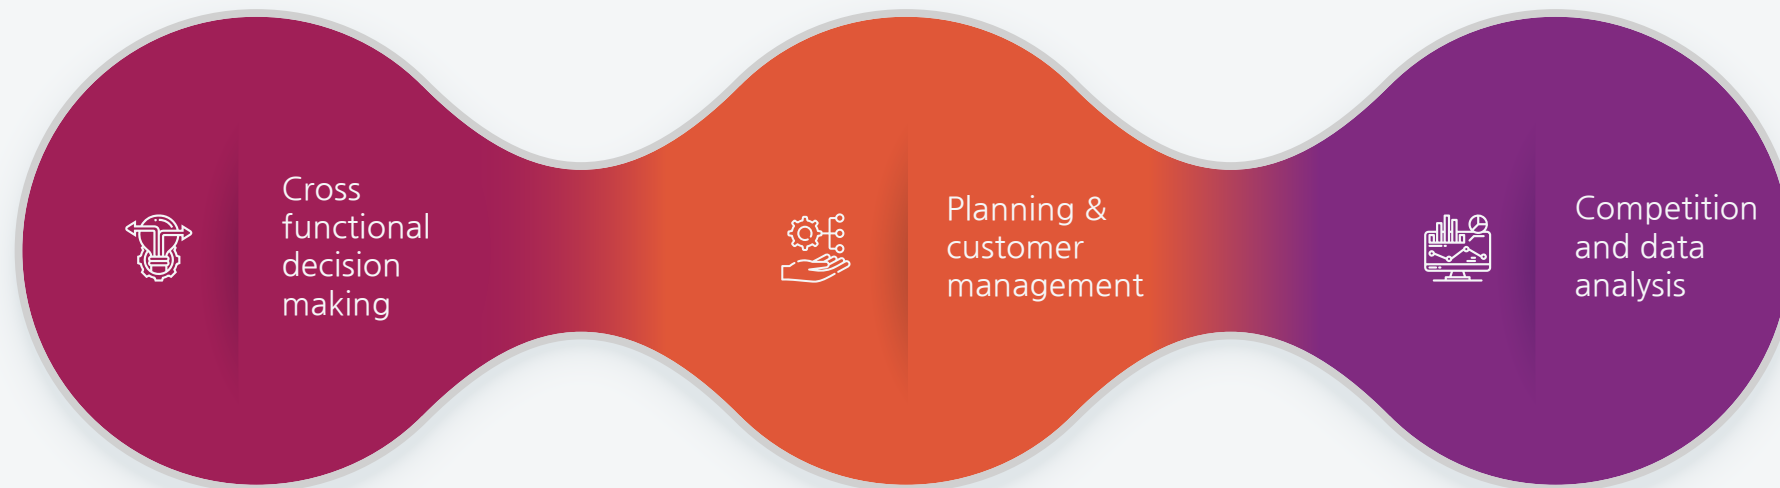 Cross
functional
decision
making
Planning &
customer
management
Competition
and data
analysis